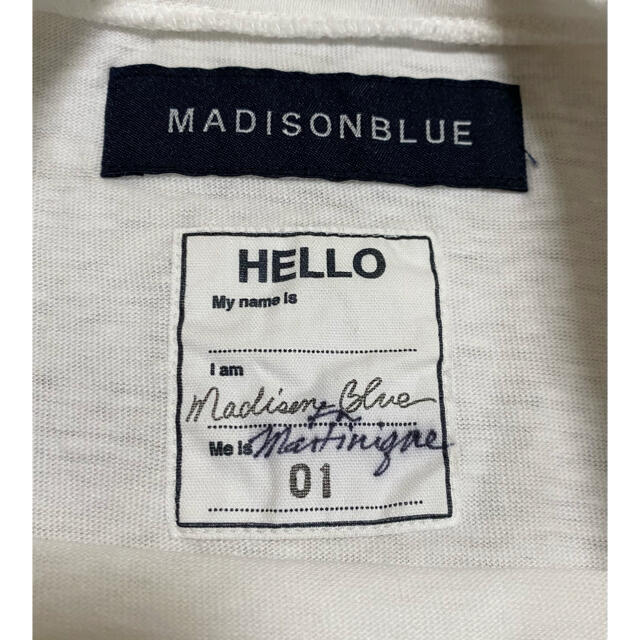 MADISONBLUE
HELLO
My name is
I am
Madison Blue
Me is Martinique
01